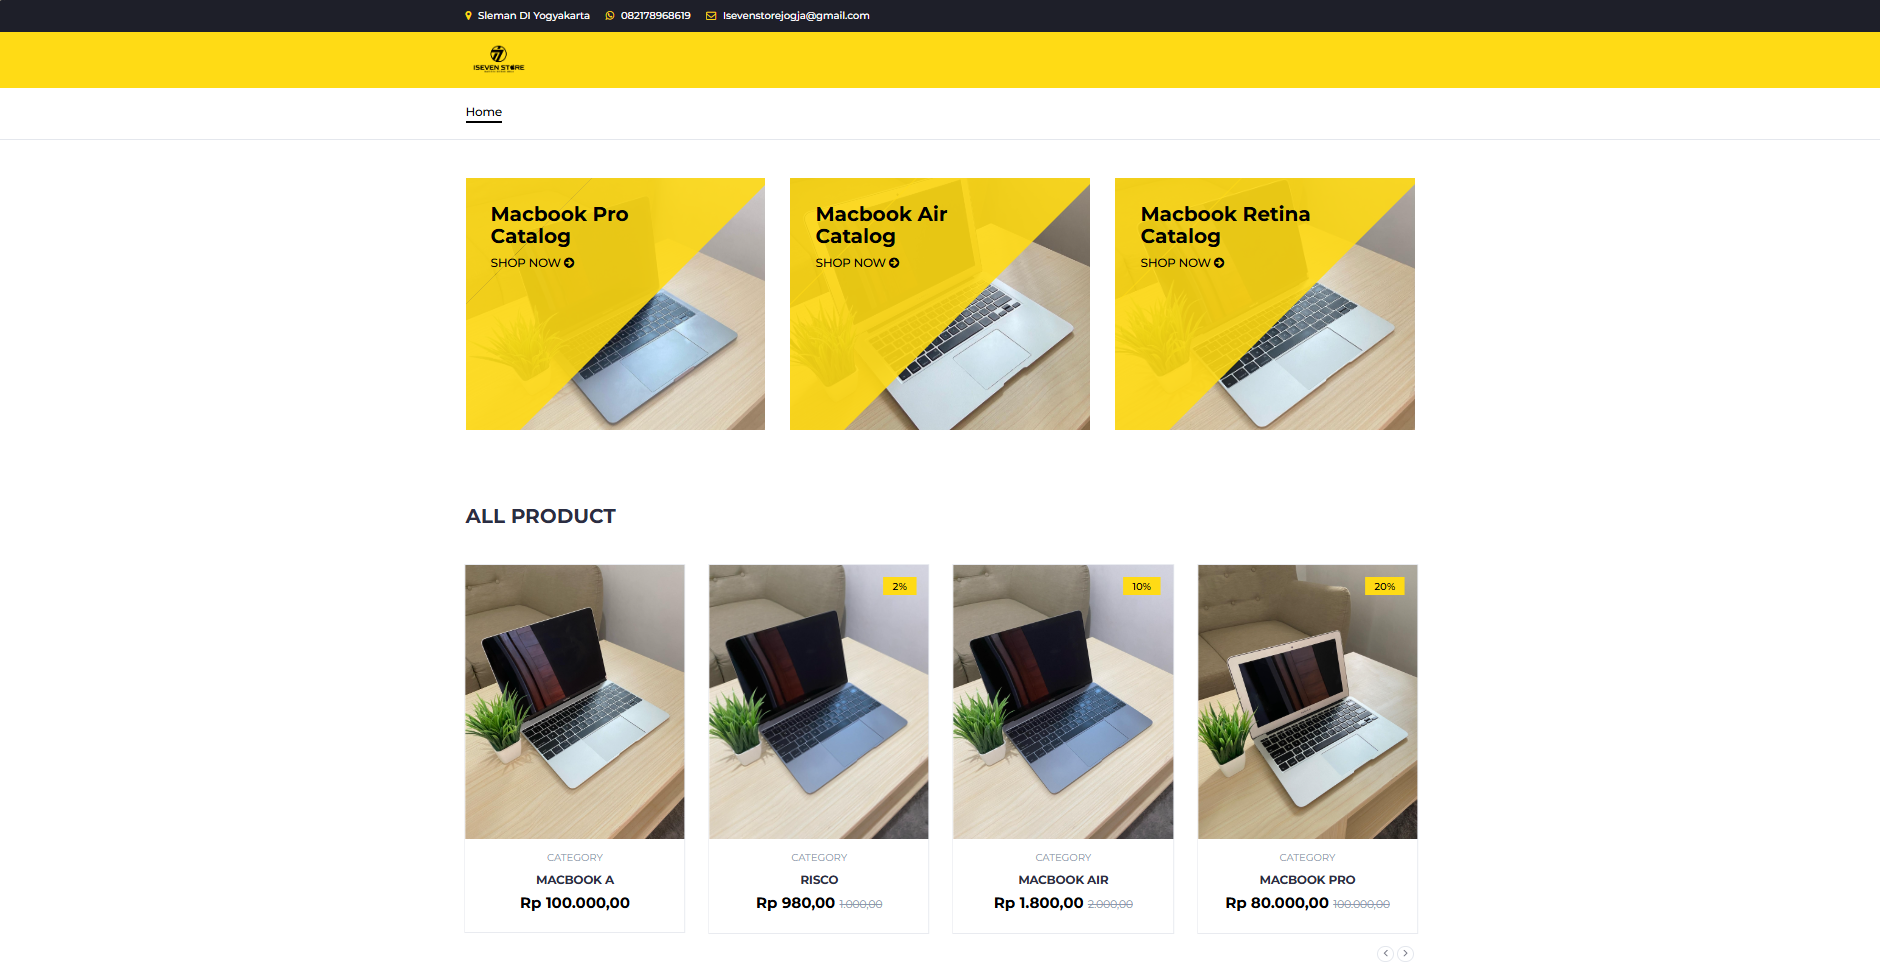 Sleman DI Yogyakarta 082178968619 Isevenstorejogja@gmail.com
ISEVEN STORE
Home
Macbook Pro
Catalog
SHOP NOW
Macbook Air
Catalog
SHOP NOW
Macbook Retina
Catalog
SHOP NOW
ALL PRODUCT
CATEGORY
MACBOOK A
Rp 100.000,00
2%
CATEGORY
RISCO
Rp 980,00 1.000,00
10%
CATEGORY
MACBOOK AIR
Rp 1.800,00 2.000,00
20%
CATEGORY
MACBOOK PRO
Rp 80.000,00 100.000,00